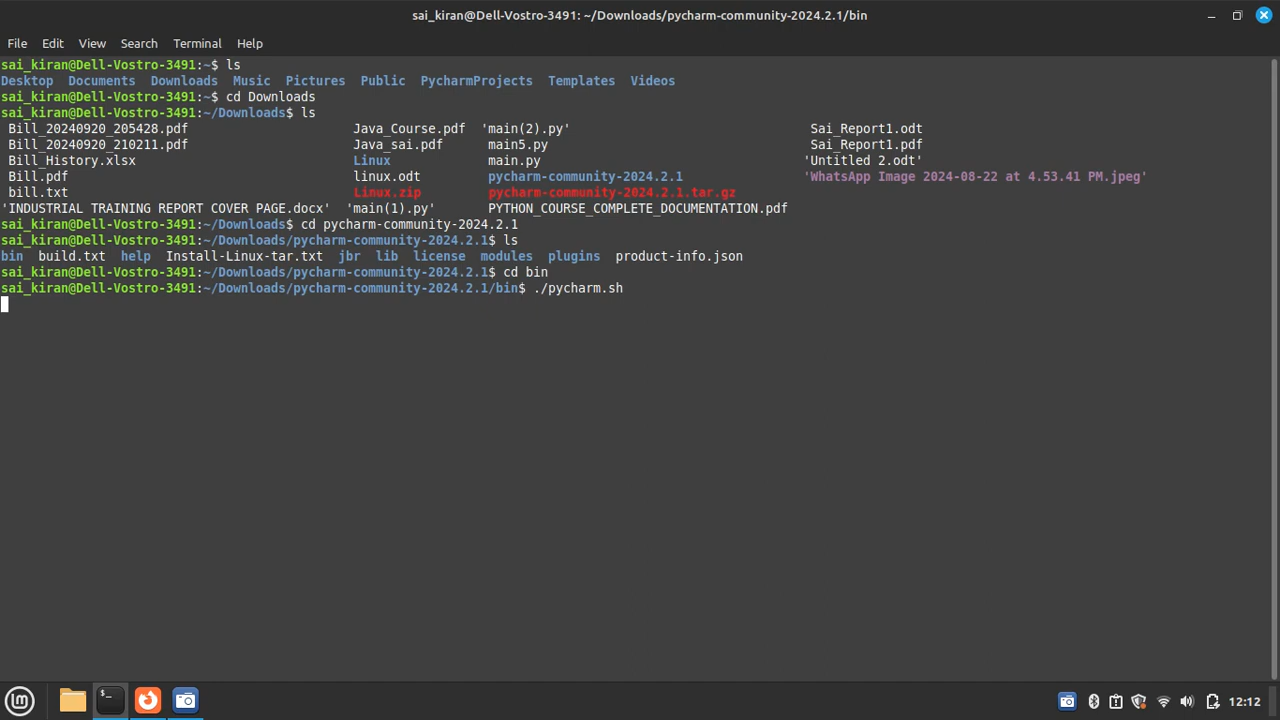 sai_kiran@Dell-Vostro-3491: ~/Downloads/pycharm-community-2024.2.1/bin
File Edit View Search Terminal Help
sai_kiran@Dell-Vostro-3491:~$ ls
Desktop Documents Downloads Music Pictures Public PycharmProjects Templates Videos
sai_kiran@Dell-Vostro-3491:~$ cd Downloads
sai_kiran@Dell-Vostro-3491:~/Downloads$ ls
Bill_20240920_205428.pdf Java_Course.pdf 'main(2).py' Sai_Report1.odt
Bill_20240920_210211.pdf Java_sai.pdf main5.py Sai_Report1.pdf
Bill_History.xlsx Linux main.py 'Untitled 2.odt'
Bill.pdf linux.odt pycharm-community-2024.2.1 'WhatsApp Image 2024-08-22 at 4.53.41 PM.jpeg'
bill.txt Linux.zip pycharm-community-2024.2.1.tar.gz
'INDUSTRIAL TRAINING REPORT COVER PAGE.docx' 'main(1).py' PYTHON_COURSE_COMPLETE_DOCUMENTATION.pdf
sai_kiran@Dell-Vostro-3491:~/Downloads$ cd pycharm-community-2024.2.1
sai_kiran@Dell-Vostro-3491:~/Downloads/pycharm-community-2024.2.1$ ls
bin build.txt help Install-Linux-tar.txt jbr lib license modules plugins product-info.json
sai_kiran@Dell-Vostro-3491:~/Downloads/pycharm-community-2024.2.1$ cd bin
sai_kiran@Dell-Vostro-3491:~/Downloads/pycharm-community-2024.2.1/bin$ ./pycharm.sh
12:12